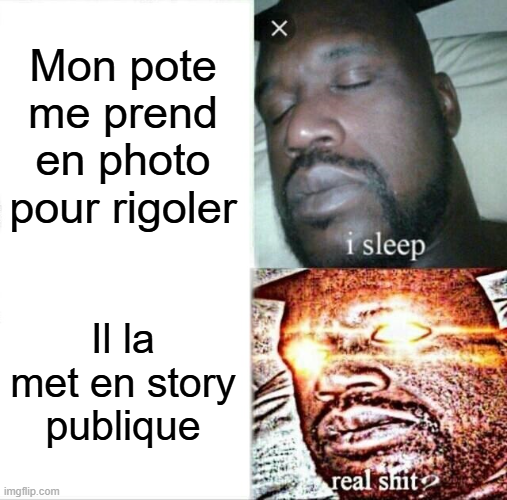 Mon pote
me prend
en photo
pour rigoler
i sleep
Il la
met en story
publique
real shit?
imgflip.com